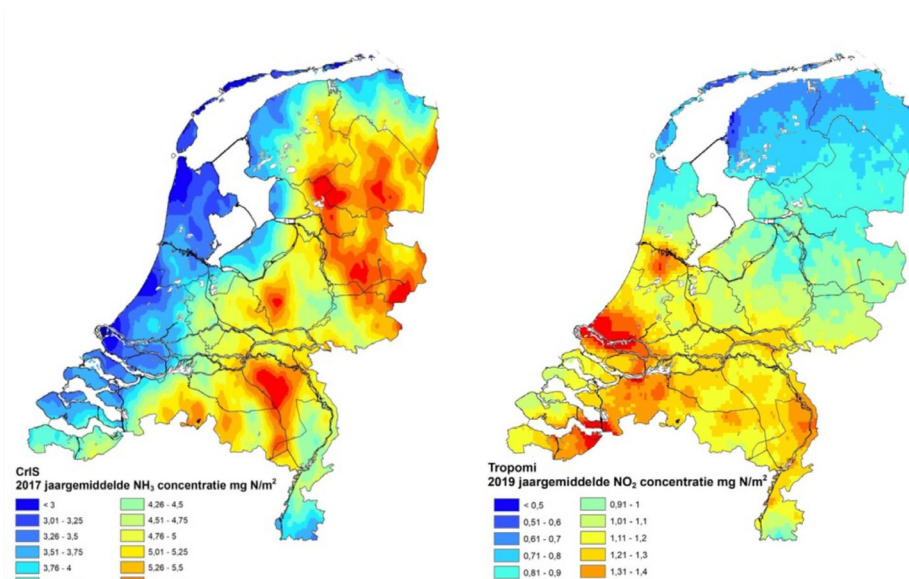 CrIS
2017 jaargemiddelde NH₃ concentratie mg N/m²
< 3
3,01 - 3,25
3,26 - 3,5
3,51 - 3,75
3,76 - 4
4,26 - 4,5
4,51 - 4,75
4,76 - 5
5,01 - 5,25
5,26 - 5,5
Tropomi
2019 jaargemiddelde NO₂ concentratie mg N/m²
< 0,5
0,51 - 0,6
0,61 - 0,7
0,71 - 0,8
0,81 - 0,9
0,91 - 1
1,01 - 1,1
1,11 - 1,2
1,21 - 1,3
1,31 - 1,4